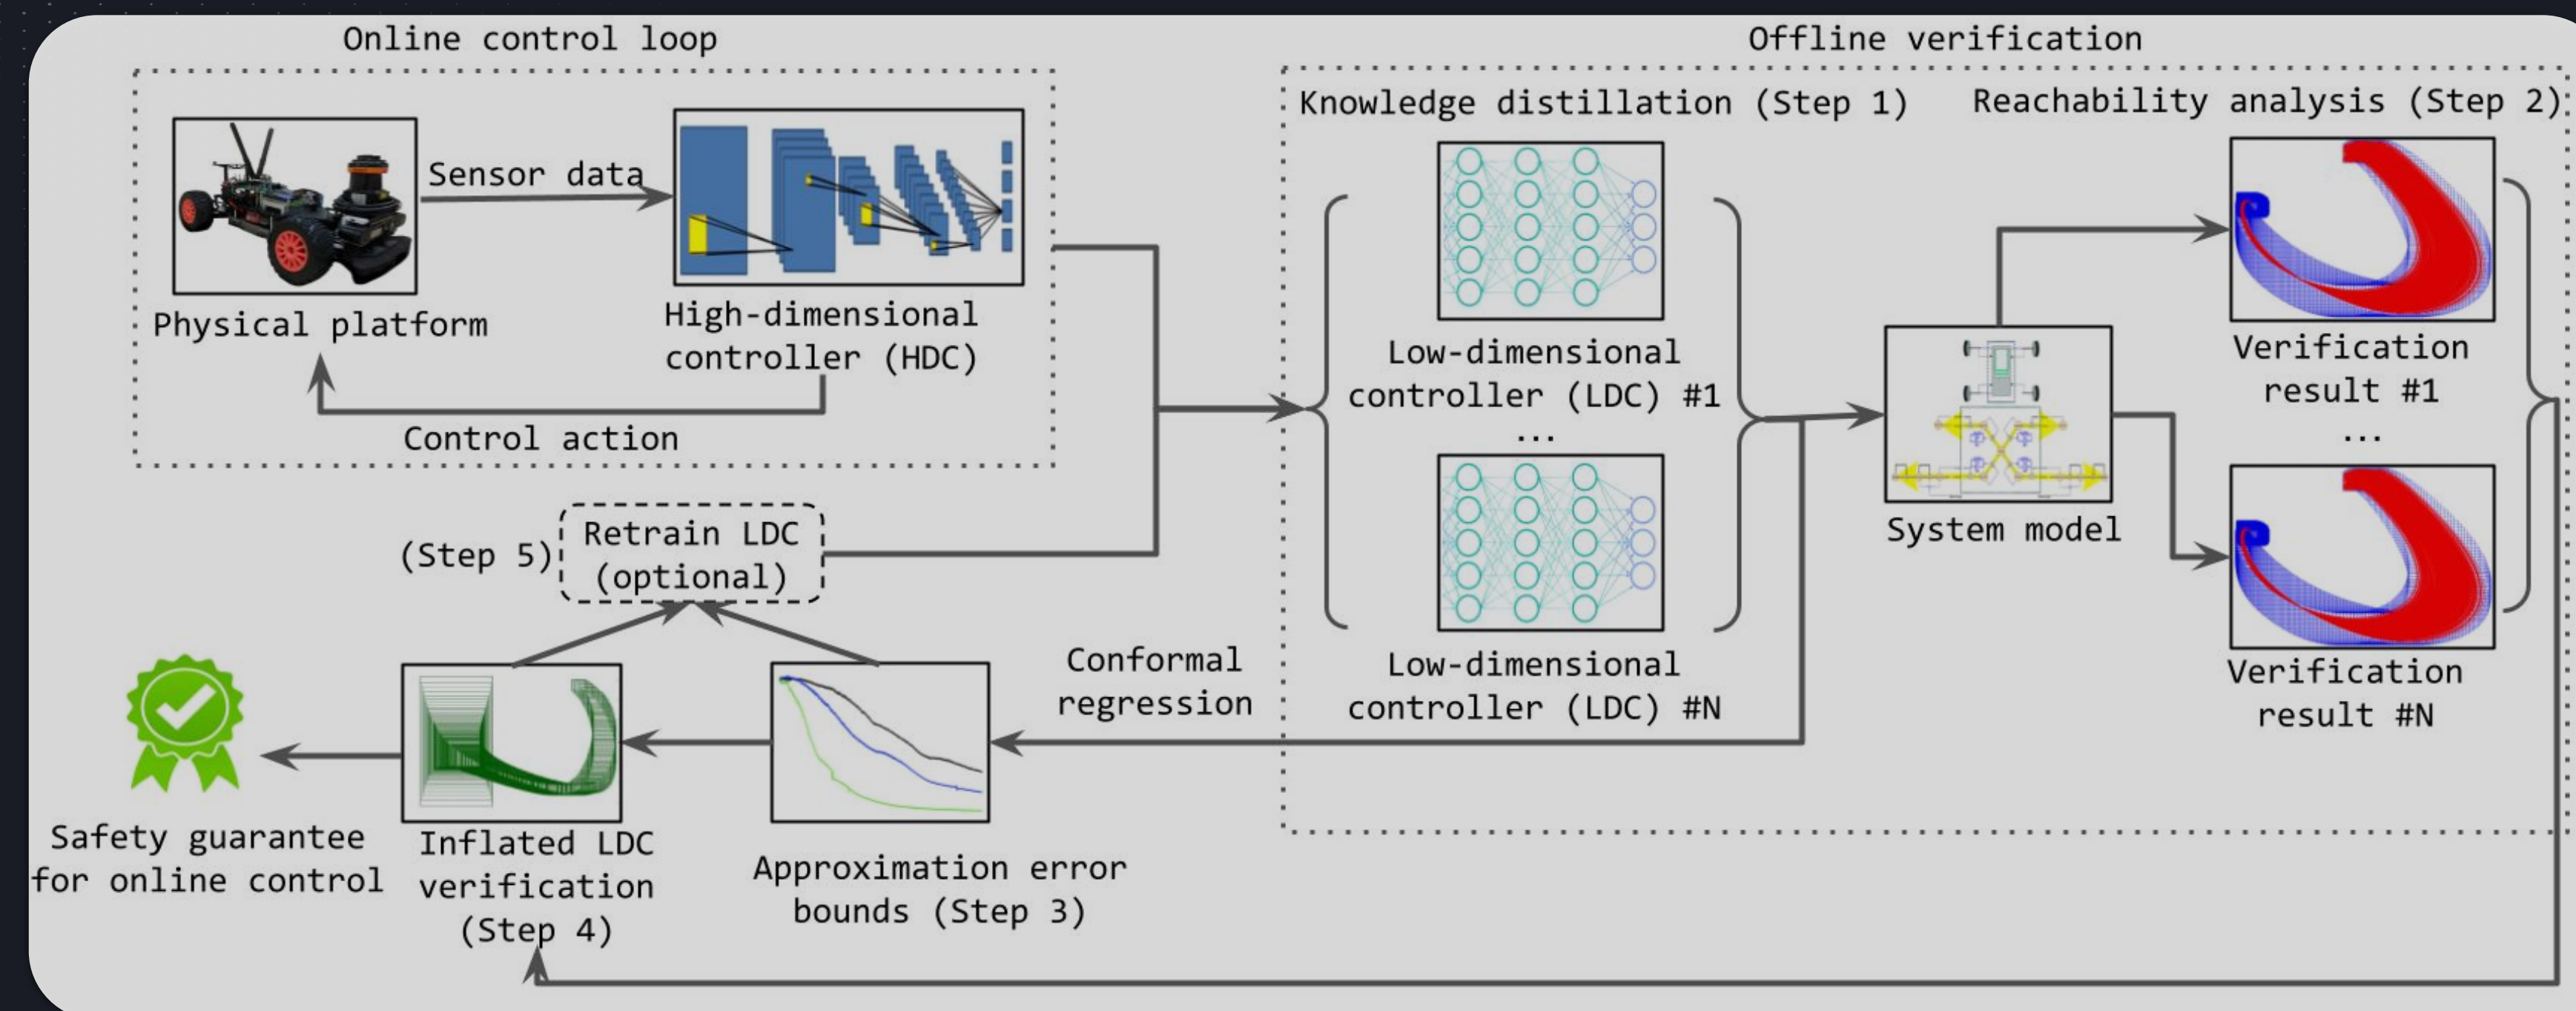 Online control loop
Sensor data
Physical platform
High-dimensional
controller (HDC)
Control action
Offline verification
Knowledge distillation (Step 1)
Reachability analysis (Step 2)
Low-dimensional
controller (LDC) #1
...
Low-dimensional
controller (LDC) #N
System model
Verification
result #1
...
Verification
result #N
(Step 5)
Retrain LDC
(optional)
Conformal
regression
Safety guarantee
for online control
Inflated LDC
verification
(Step 4)
Approximation error
bounds (Step 3)